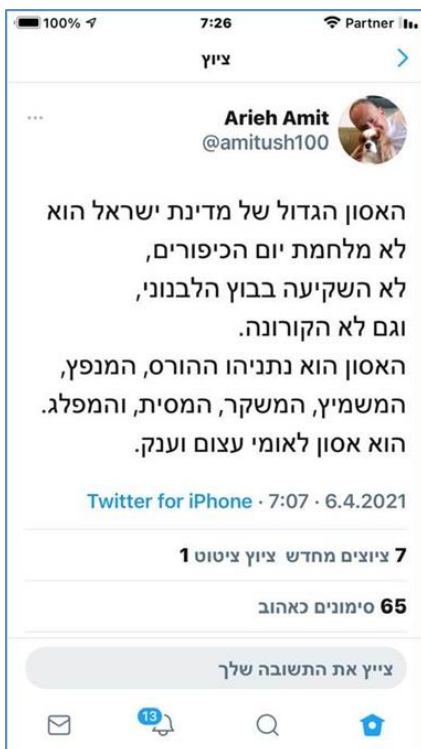 100% 7:26 Partner
ציוץ
Arieh Amit
@amitush100
האסון הגדול של מדינת ישראל הוא
לא מלחמת יום הכיפורים,
לא השקיעה בבוץ הלבנוני,
וגם לא הקורונה.
האסון הוא נתניהו ההורס, המנפץ,
המשמיץ, המשקר, המסית, והמפלג.
הוא אסון לאומי עצום וענק.
Twitter for iPhone · 7:07 · 6.4.2021
7 ציוצים מחדש 1 ציוץ ציטוט
65 סימונים כאהוב
צייץ את התשובה שלך
13